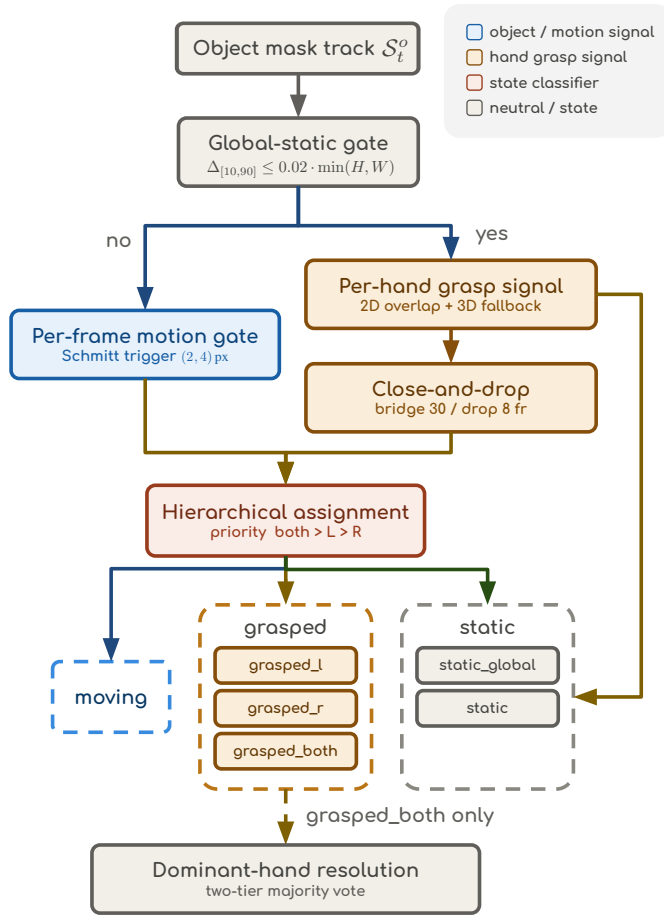 Object mask track 𝒮ₜᵒ
object / motion signal
hand grasp signal
state classifier
neutral / state
Global-static gate
Δ[10,90] ≤ 0.02 · min(H, W)
no
yes
Per-hand grasp signal
2D overlap + 3D fallback
Per-frame motion gate
Schmitt trigger (2, 4) px
Close-and-drop
bridge 30 / drop 8 fr
Hierarchical assignment
priority both > L > R
grasped
static
grasped_l
static_global
moving
grasped_r
static
grasped_both
grasped_both only
Dominant-hand resolution
two-tier majority vote